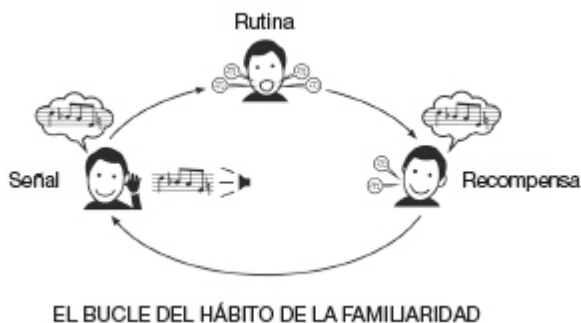 Rutina
Señal
Recompensa
EL BUCLE DEL HÁBITO DE LA FAMILIARIDAD